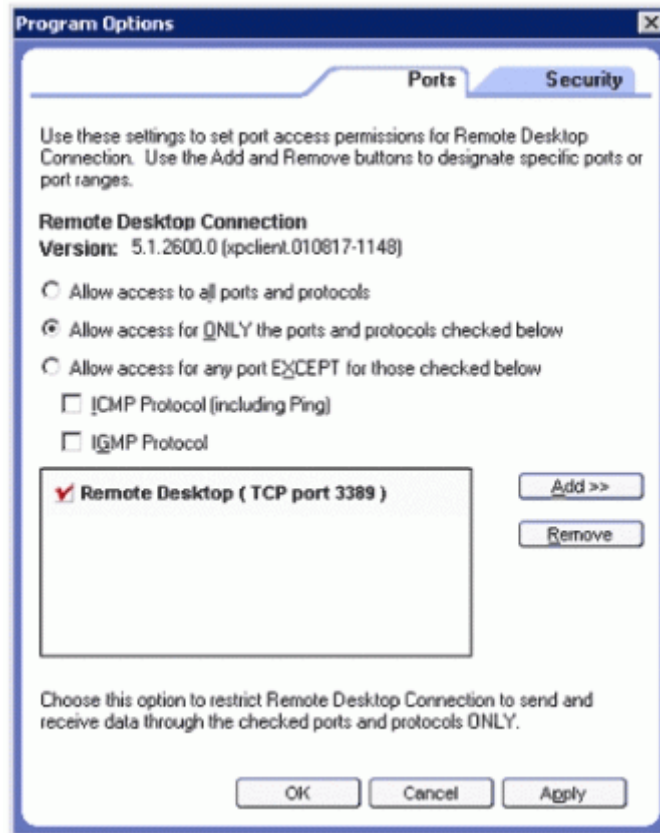 Program Options
Ports Security
Use these settings to set port access permissions for Remote Desktop
Connection. Use the Add and Remove buttons to designate specific ports or
port ranges.
Remote Desktop Connection
Version: 5.1.2600.0 (xpclient.010817-1148)
Allow access to all ports and protocols
Allow access for ONLY the ports and protocols checked below
Allow access for any port EXCEPT for those checked below
ICMP Protocol (including Ping)
IGMP Protocol
Remote Desktop ( TCP port 3389 )
Add >>
Remove
Choose this option to restrict Remote Desktop Connection to send and
receive data through the checked ports and protocols ONLY.
OK Cancel Apply